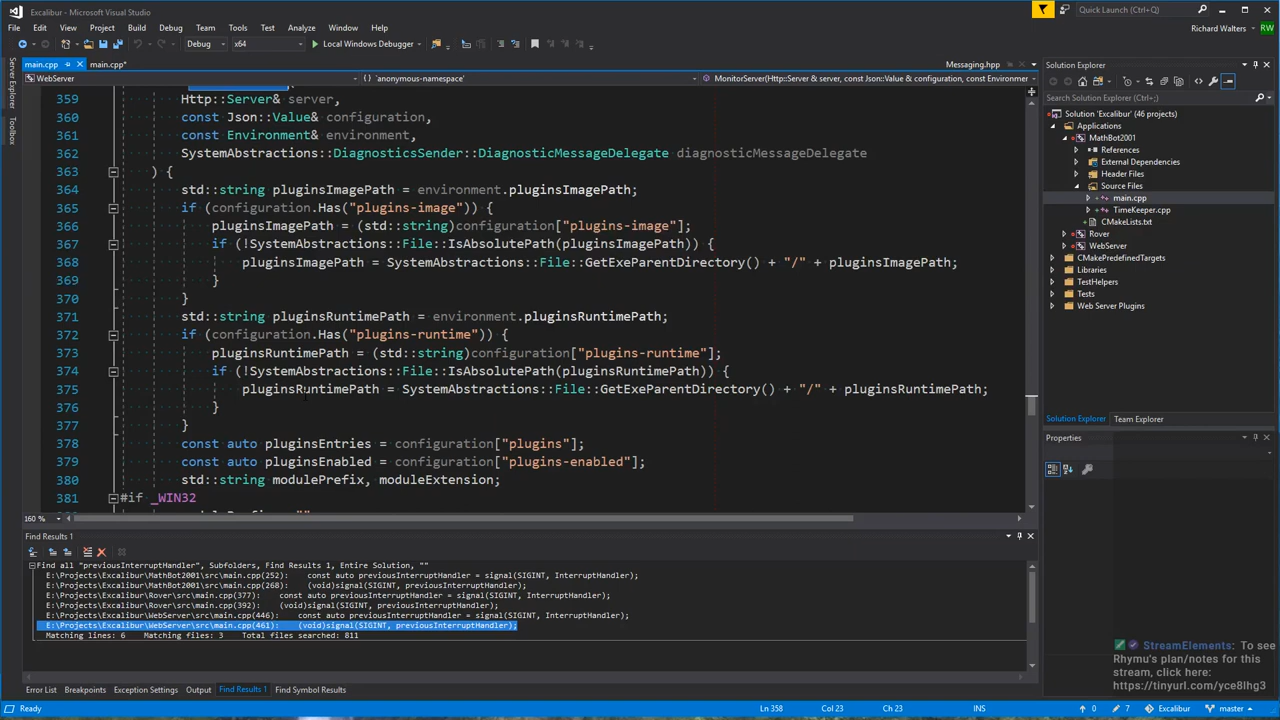 Excalibur - Microsoft Visual Studio
Quick Launch (Ctrl+Q)
File Edit View Project Build Debug Team Tools Test Analyze Window Help
Richard Walters RW
Debug x64 Local Windows Debugger
main.cpp main.cpp* Messaging.hpp
WebServer `anonymous-namespace` MonitorServer(Http::Server & server, const Json::Value & configuration, const Environmer
Server Explorer
Toolbox
359 Http::Server& server,
360 const Json::Value& configuration,
361 const Environment& environment,
362 SystemAbstractions::DiagnosticsSender::DiagnosticMessageDelegate diagnosticMessageDelegate
363 ) {
364 std::string pluginsImagePath = environment.pluginsImagePath;
365 if (configuration.Has("plugins-image")) {
366 pluginsImagePath = (std::string)configuration["plugins-image"];
367 if (!SystemAbstractions::File::IsAbsolutePath(pluginsImagePath)) {
368 pluginsImagePath = SystemAbstractions::File::GetExeParentDirectory() + "/" + pluginsImagePath;
369 }
370 }
371 std::string pluginsRuntimePath = environment.pluginsRuntimePath;
372 if (configuration.Has("plugins-runtime")) {
373 pluginsRuntimePath = (std::string)configuration["plugins-runtime"];
374 if (!SystemAbstractions::File::IsAbsolutePath(pluginsRuntimePath)) {
375 pluginsRuntimePath = SystemAbstractions::File::GetExeParentDirectory() + "/" + pluginsRuntimePath;
376 }
377 }
378 const auto pluginsEntries = configuration["plugins"];
379 const auto pluginsEnabled = configuration["plugins-enabled"];
380 std::string modulePrefix, moduleExtension;
381 #if _WIN32
160 %
Find Results 1
Find all "previousInterruptHandler", Subfolders, Find Results 1, Entire Solution, ""
E:\Projects\Excalibur\MathBot2001\src\main.cpp(252): const auto previousInterruptHandler = signal(SIGINT, InterruptHandler);
E:\Projects\Excalibur\MathBot2001\src\main.cpp(268): (void)signal(SIGINT, previousInterruptHandler);
E:\Projects\Excalibur\Rover\src\main.cpp(377): const auto previousInterruptHandler = signal(SIGINT, InterruptHandler);
E:\Projects\Excalibur\Rover\src\main.cpp(392): (void)signal(SIGINT, previousInterruptHandler);
E:\Projects\Excalibur\WebServer\src\main.cpp(446): const auto previousInterruptHandler = signal(SIGINT, InterruptHandler);
E:\Projects\Excalibur\WebServer\src\main.cpp(461): (void)signal(SIGINT, previousInterruptHandler);
Matching lines: 6 Matching files: 3 Total files searched: 811
Error List Breakpoints Exception Settings Output Find Results 1 Find Symbol Results
Solution Explorer
Search Solution Explorer (Ctrl+;)
Solution 'Excalibur' (46 projects)
Applications
MathBot2001
References
External Dependencies
Header Files
Source Files
main.cpp
TimeKeeper.cpp
CMakeLists.txt
Rover
WebServer
CMakePredefinedTargets
Libraries
TestHelpers
Tests
Web Server Plugins
Solution Explorer Team Explorer
Properties
StreamElements: To see
Rhymu's plan/notes for this
stream, click here:
https://tinyurl.com/yce8lhg3
Ready Ln 358 Col 23 Ch 23 INS 0 7 Excalibur master